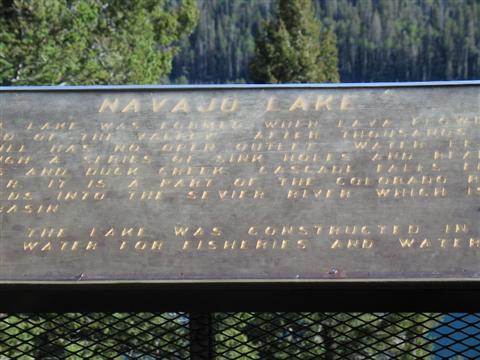 NAVAJO LAKE
LAKE WAS FORMED WHEN LAVA FLOW
OF THE VALLEY AFTER THOUSANDS
HAS NO OPEN OUTLET WATER
A SERIES OF SINK HOLES AND
AND DUCK CREEK CASCADE FALLS
IT IS A PART OF THE COLORADO
INTO THE SEVIER RIVER WHICH IS
BASIN
THE LAKE WAS CONSTRUCTED IN
WATER FOR FISHERIES AND WATER